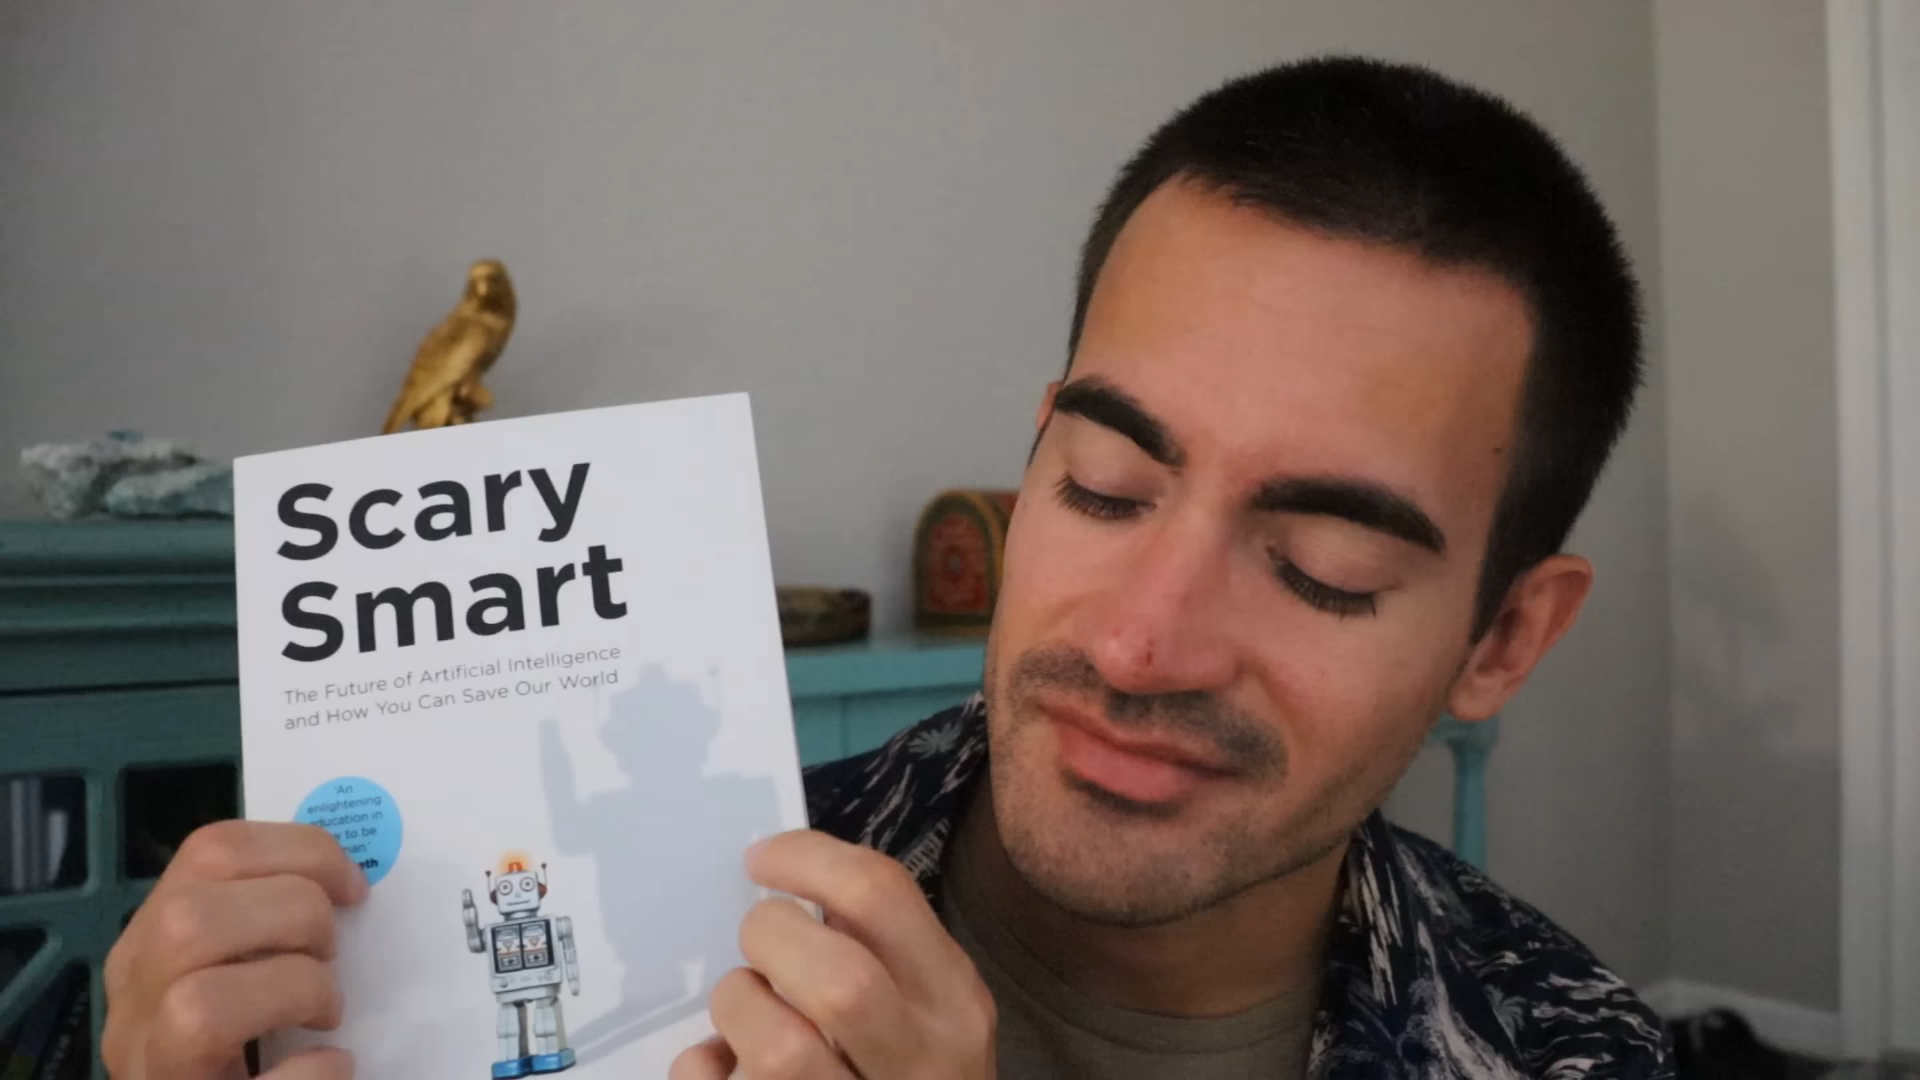 Scary
Smart
The Future of Artificial Intelligence
and How You Can Save Our World
'An
enlightening
education in
to be